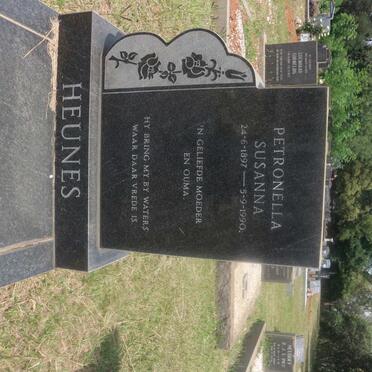 PETRONELLA
SUSANNA
24-6-1897 — 5-9-1990.
'N GELIEFDE MOEDER
EN OUMA
HY BRING MY BY WATERS
WAAR DAAR VREDE IS.
HEUNES